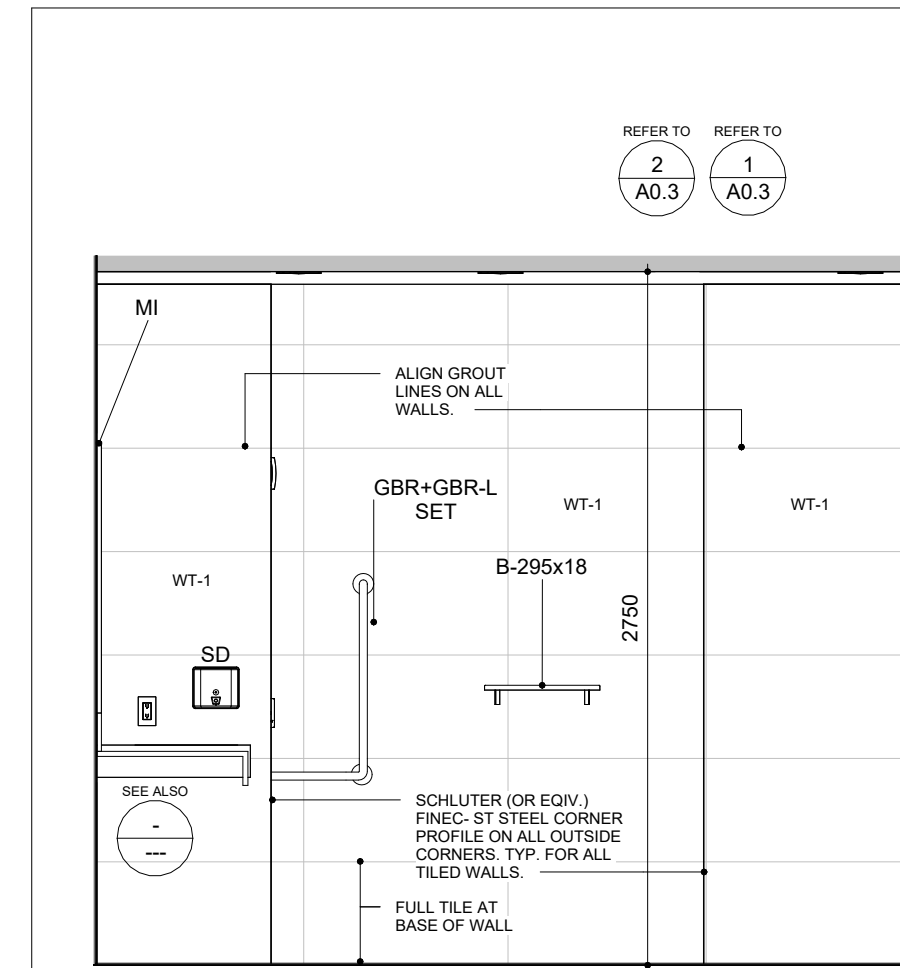 REFER TO
2
A0.3
REFER TO
1
A0.3
MI
ALIGN GROUT
LINES ON ALL
WALLS.
GBR+GBR-L
SET
WT-1
WT-1
B-295x18
WT-1
2750
SD
SEE ALSO
-
---
SCHLUTER (OR EQIV.)
FINEC- ST STEEL CORNER
PROFILE ON ALL OUTSIDE
CORNERS. TYP. FOR ALL
TILED WALLS.
FULL TILE AT
BASE OF WALL